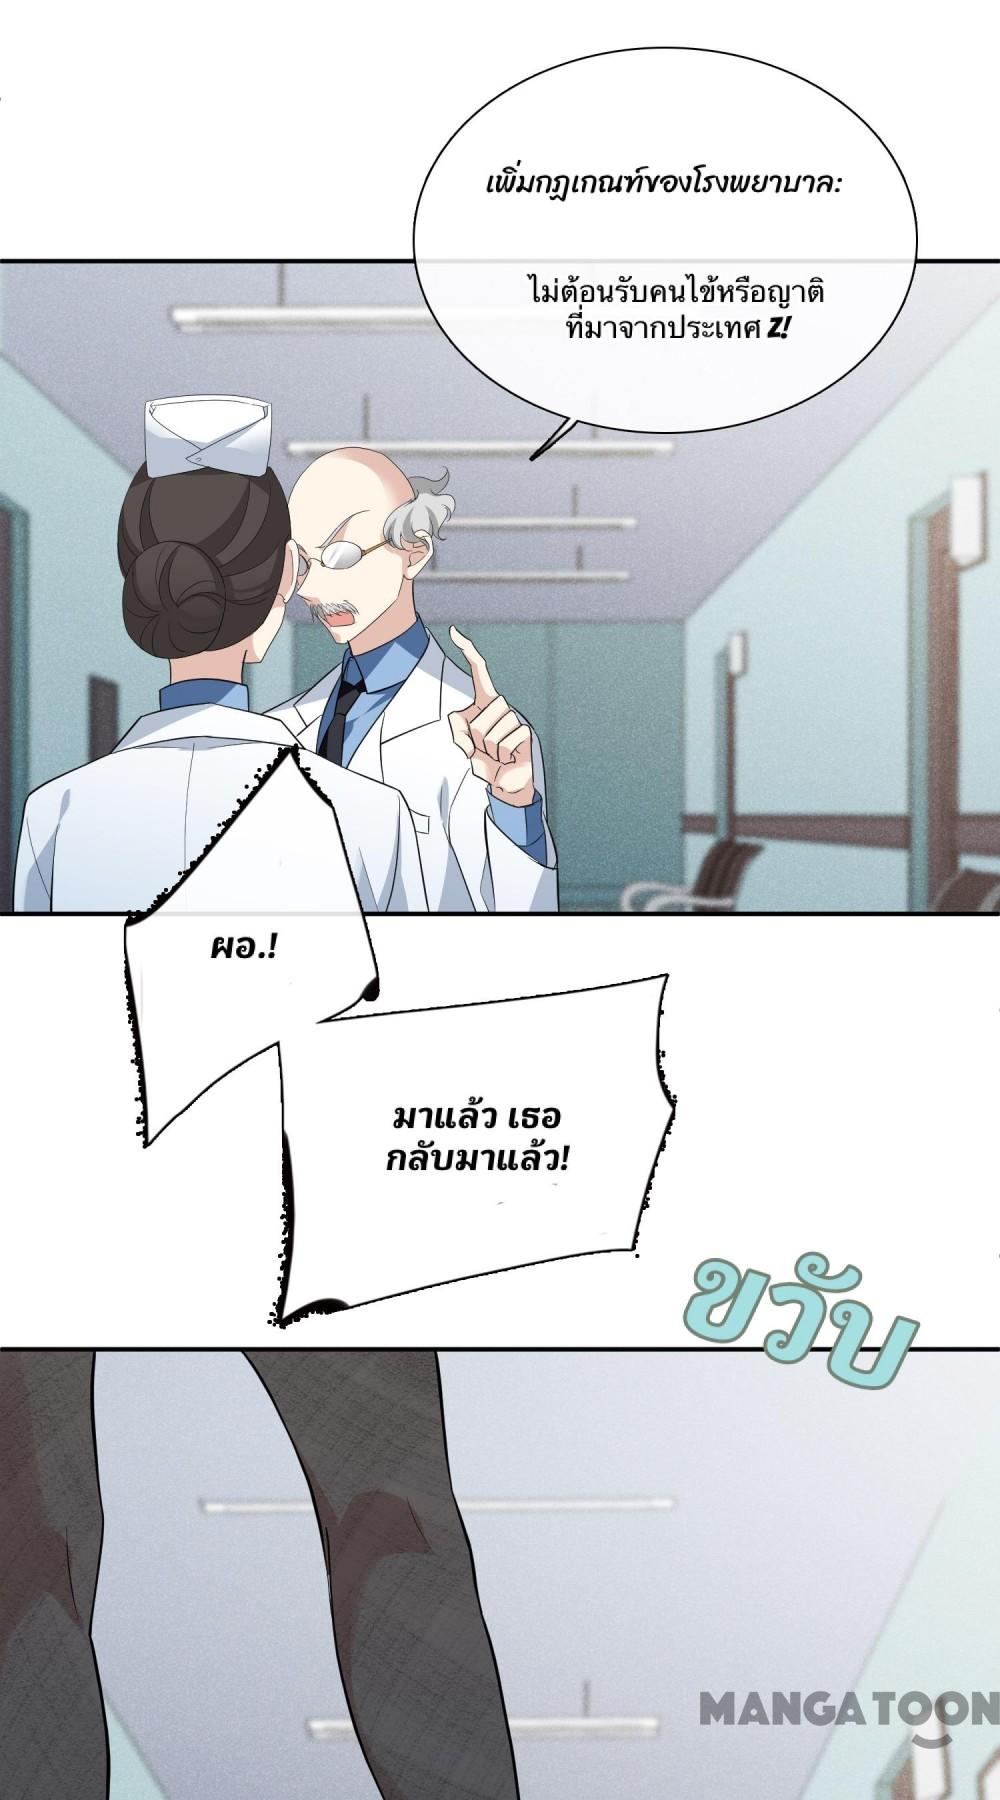 เพิ่มกฎเกณฑ์ของโรงพยาบาล:
ไม่ต้อนรับคนไข้หรือญาติ
ที่มาจากประเทศ Z!
ผอ.!
มาแล้ว เธอ
กลับมาแล้ว!
ขวับ
MANGATOON